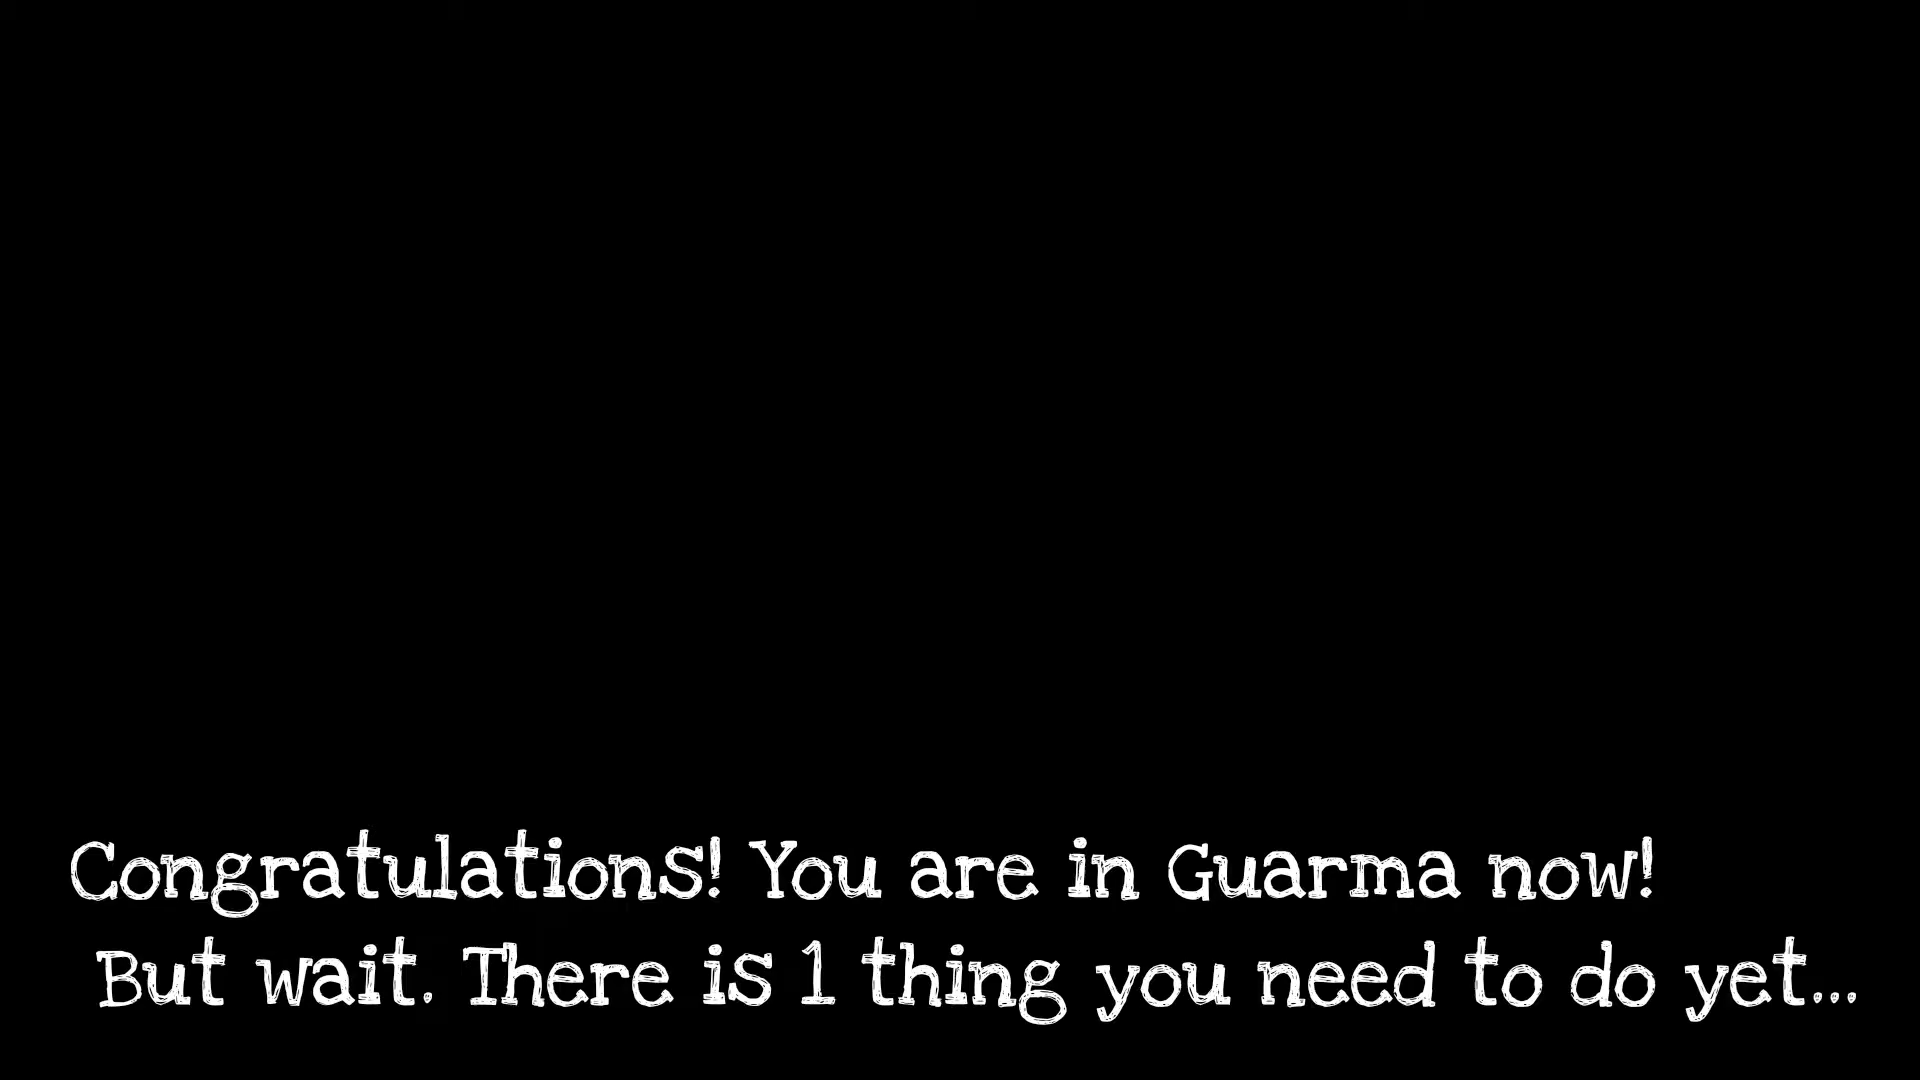 Congratulations! You are in Guarma now!
But wait. There is 1 thing you need to do yet...